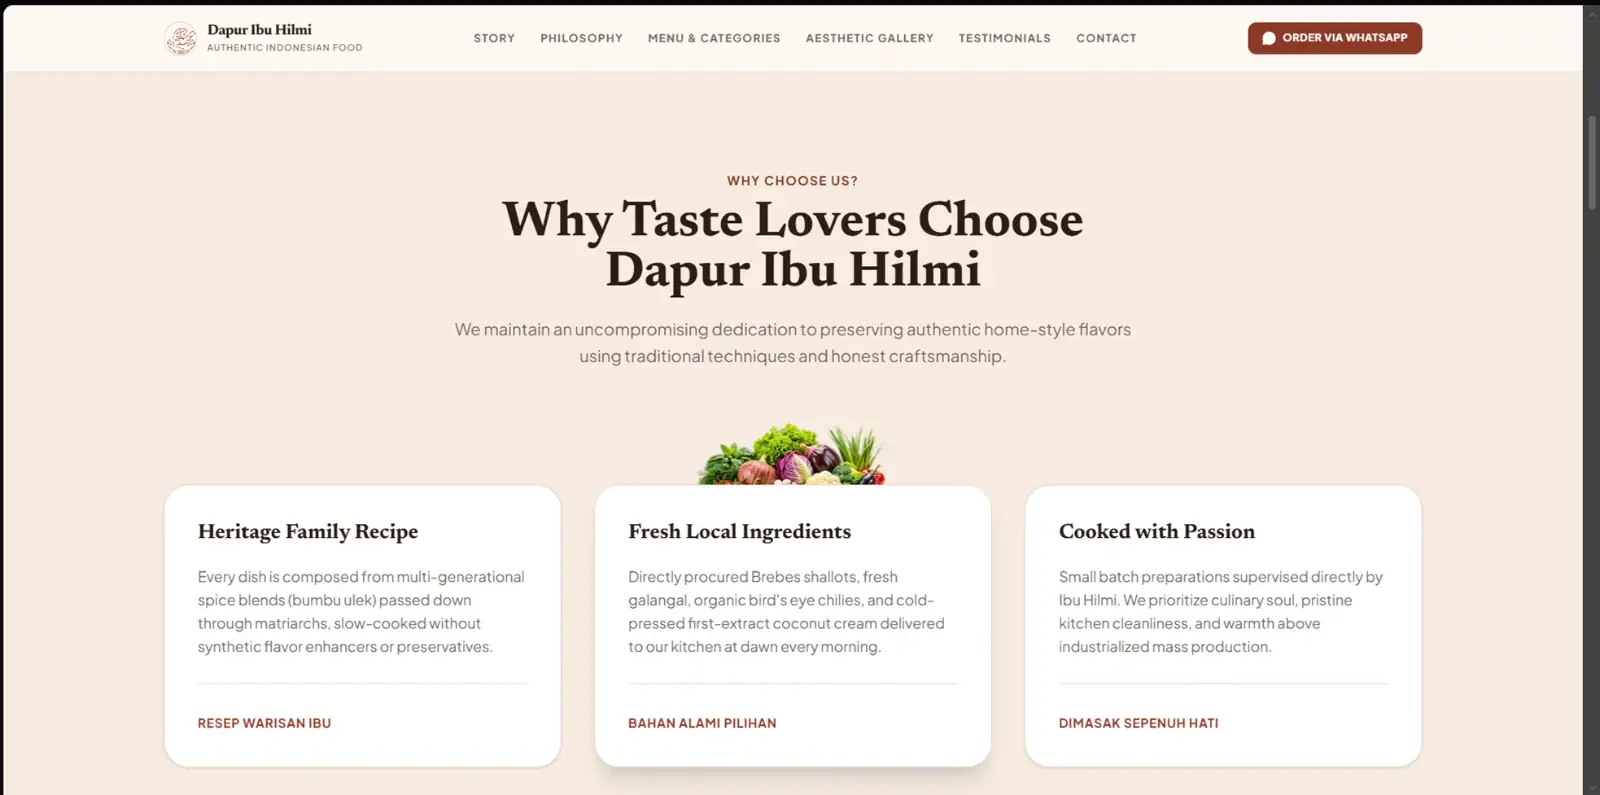 Dapur Ibu Hilmi
AUTHENTIC INDONESIAN FOOD
STORY
PHILOSOPHY
MENU & CATEGORIES
AESTHETIC GALLERY
TESTIMONIALS
CONTACT
ORDER VIA WHATSAPP
WHY CHOOSE US?
Why Taste Lovers Choose
Dapur Ibu Hilmi
We maintain an uncompromising dedication to preserving authentic home-style flavors
using traditional techniques and honest craftsmanship.
Heritage Family Recipe
Every dish is composed from multi-generational
spice blends (bumbu ulek) passed down
through matriarchs, slow-cooked without
synthetic flavor enhancers or preservatives.
RESEP WARISAN IBU
Fresh Local Ingredients
Directly procured Brebes shallots, fresh
galangal, organic bird's eye chilies, and cold-
pressed first-extract coconut cream delivered
to our kitchen at dawn every morning.
BAHAN ALAMI PILIHAN
Cooked with Passion
Small batch preparations supervised directly by
Ibu Hilmi. We prioritize culinary soul, pristine
kitchen cleanliness, and warmth above
industrialized mass production.
DIMASAK SEPENUH HATI